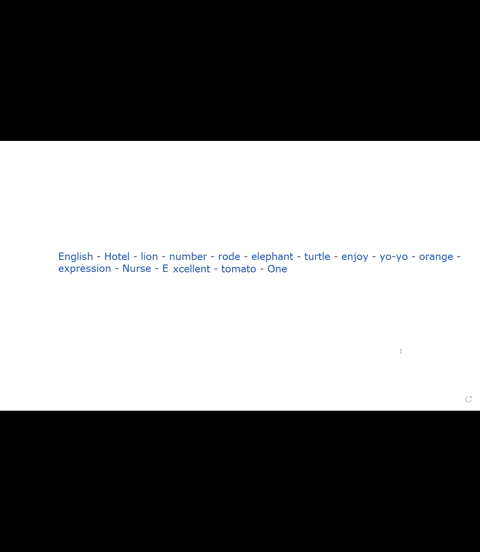 English - Hotel - lion - number - rode - elephant - turtle - enjoy - yo-yo - orange -
expression - Nurse - E xcellent - tomato - One